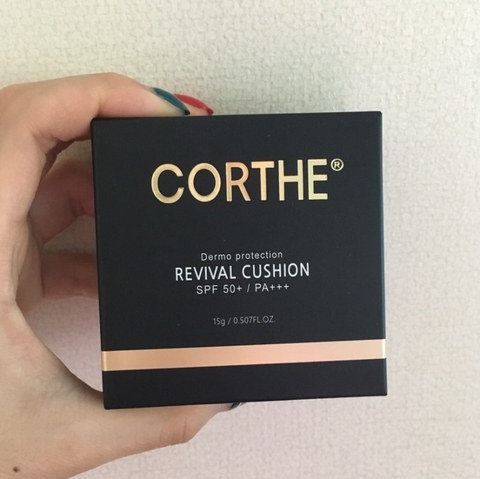 CORTHE®
Dermo protection
REVIVAL CUSHION
SPF 50+ / PA+++
15g / 0.507FL.OZ.